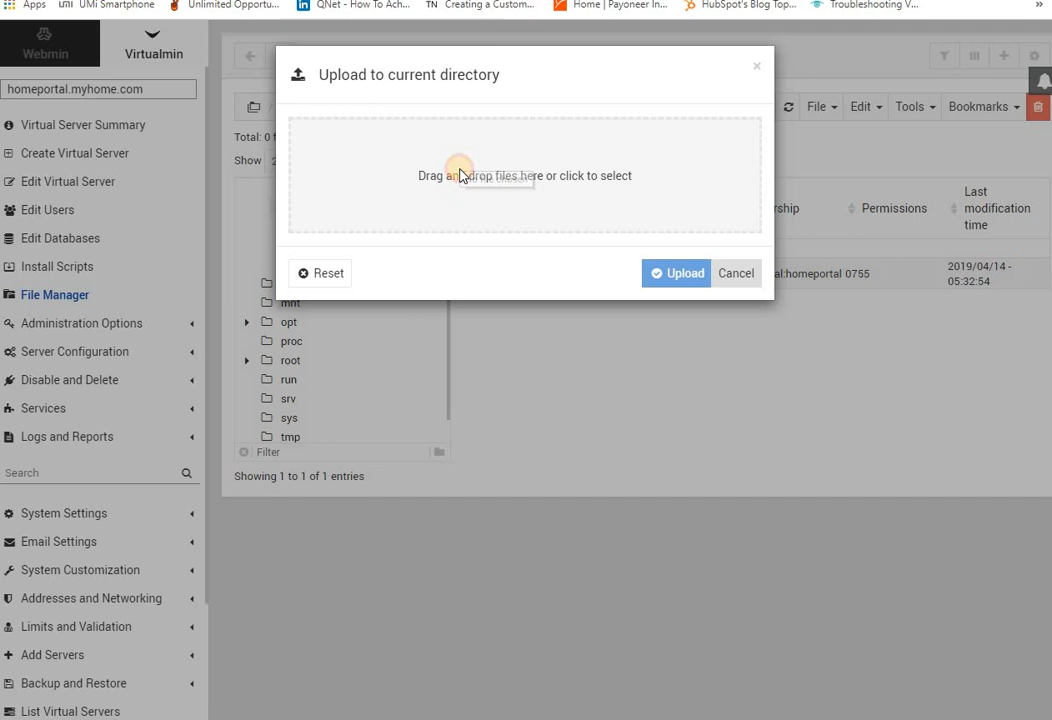 Apps UMi Smartphone Unlimited Opportu... QNet - How To Ach... TN Creating a Custom... Home | Payoneer In... HubSpot's Blog Top... Troubleshooting V... »
Webmin Virtualmin
homeportal.myhome.com
Virtual Server Summary
Create Virtual Server
Edit Virtual Server
Edit Users
Edit Databases
Install Scripts
File Manager
Administration Options
Server Configuration
Disable and Delete
Services
Logs and Reports
Search
System Settings
Email Settings
System Customization
Addresses and Networking
Limits and Validation
Add Servers
Backup and Restore
List Virtual Servers
Upload to current directory ×
Drag and drop files here or click to select
Reset Upload Cancel
File Edit Tools Bookmarks
Total: 0 f
Show 2
rship Permissions Last
modification
time
al:homeportal 0755 2019/04/14 -
05:32:54
mnt
opt
proc
root
run
srv
sys
tmp
Filter
Showing 1 to 1 of 1 entries